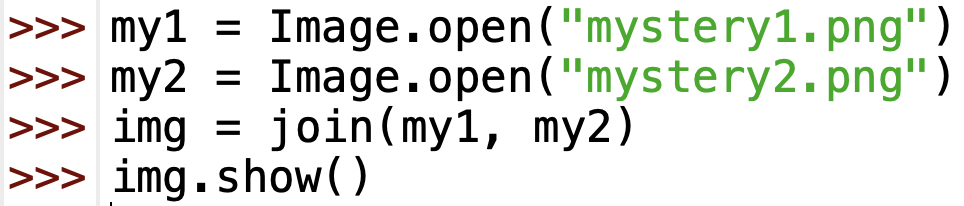 >>> my1 = Image.open("mystery1.png")
>>> my2 = Image.open("mystery2.png")
>>> img = join(my1, my2)
>>> img.show()